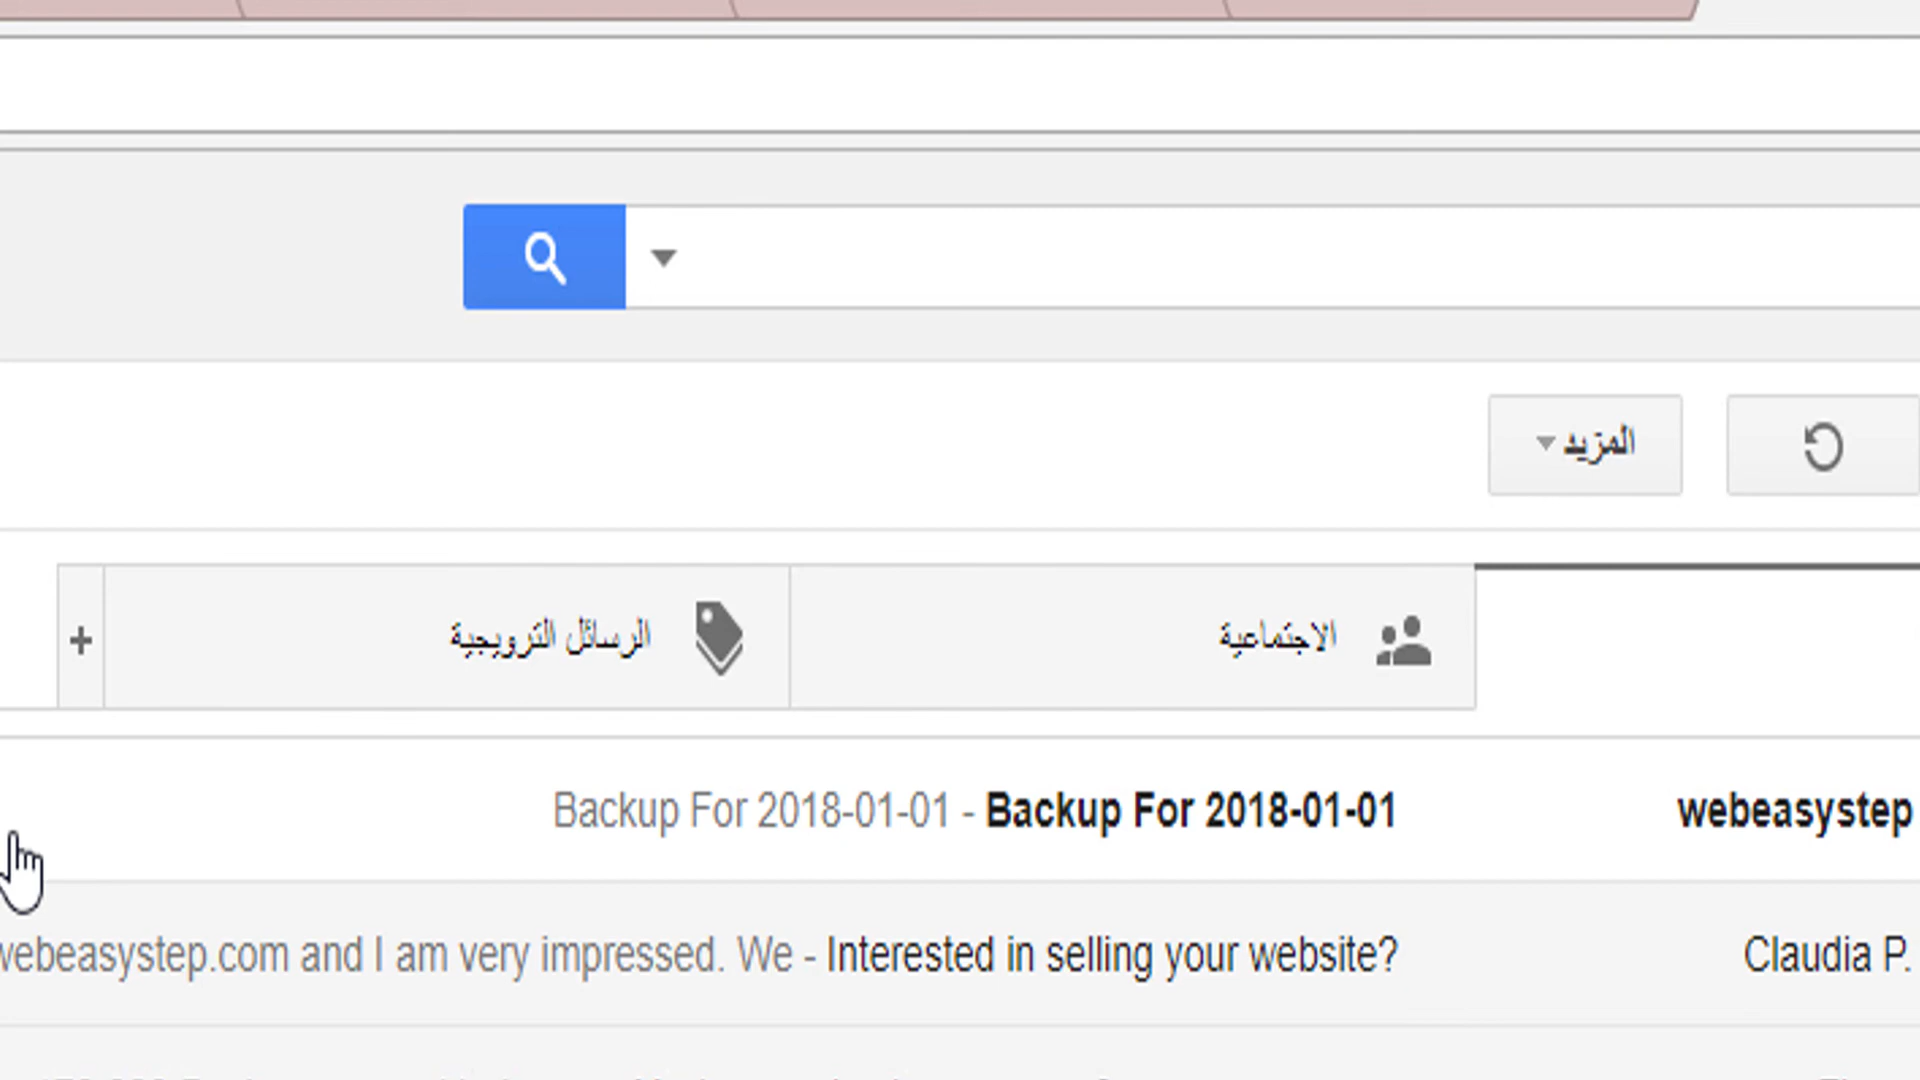 المزيد
الاجتماعية
الرسائل الترويجية
+
webeasystep
Backup For 2018-01-01 - Backup For 2018-01-01
Claudia P.
webeasystep.com and I am very impressed. We - Interested in selling your website?